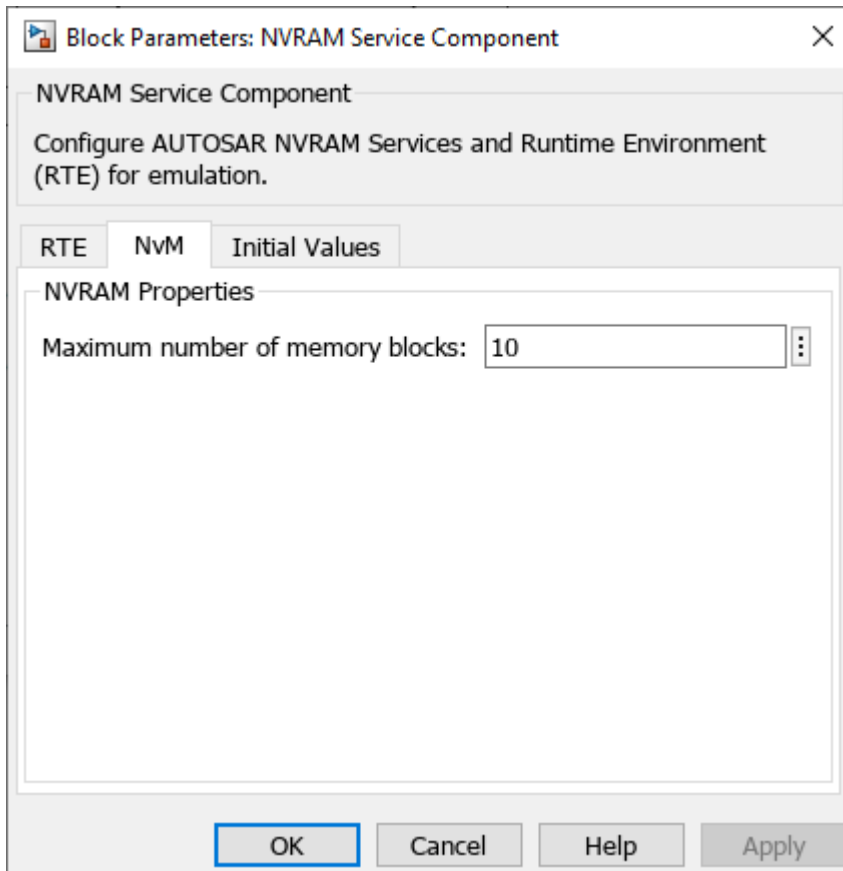 Block Parameters: NVRAM Service Component
NVRAM Service Component
Configure AUTOSAR NVRAM Services and Runtime Environment
(RTE) for emulation.
RTE NvM Initial Values
NVRAM Properties
Maximum number of memory blocks: 10
OK Cancel Help Apply